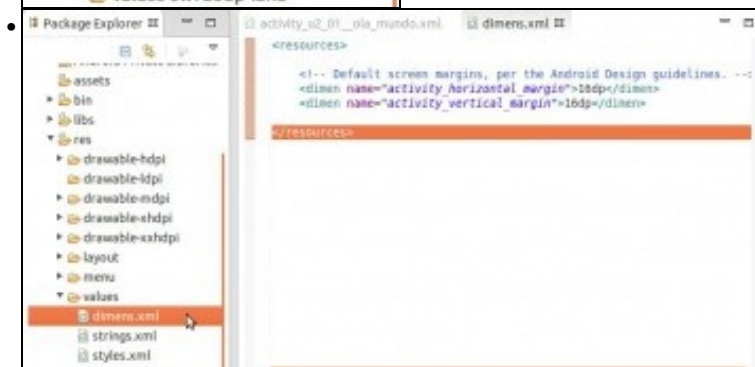 Package Explorer
activity_u2_01__ola_mundo.xml
dimens.xml
assets
bin
libs
res
drawable-hdpi
drawable-ldpi
drawable-mdpi
drawable-xhdpi
drawable-xxhdpi
layout
menu
values
dimens.xml
strings.xml
styles.xml
<resources>
<!-- Default screen margins, per the Android Design guidelines. -->
<dimen name="activity_horizontal_margin">16dp</dimen>
<dimen name="activity_vertical_margin">16dp</dimen>
</resources>